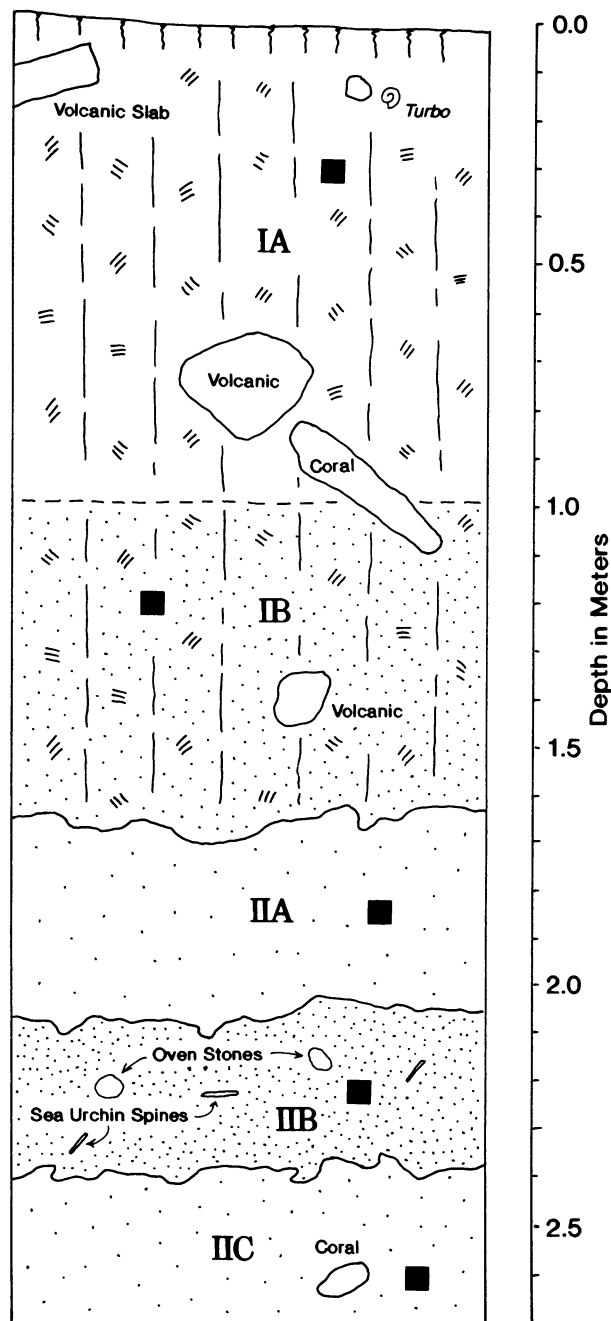 0.0
Volcanic Slab
Turbo
IA
0.5
Volcanic
Coral
1.0
IB
Volcanic
Depth in Meters
1.5
IIA
2.0
Oven Stones
Sea Urchin Spines
IIB
2.5
IIC
Coral